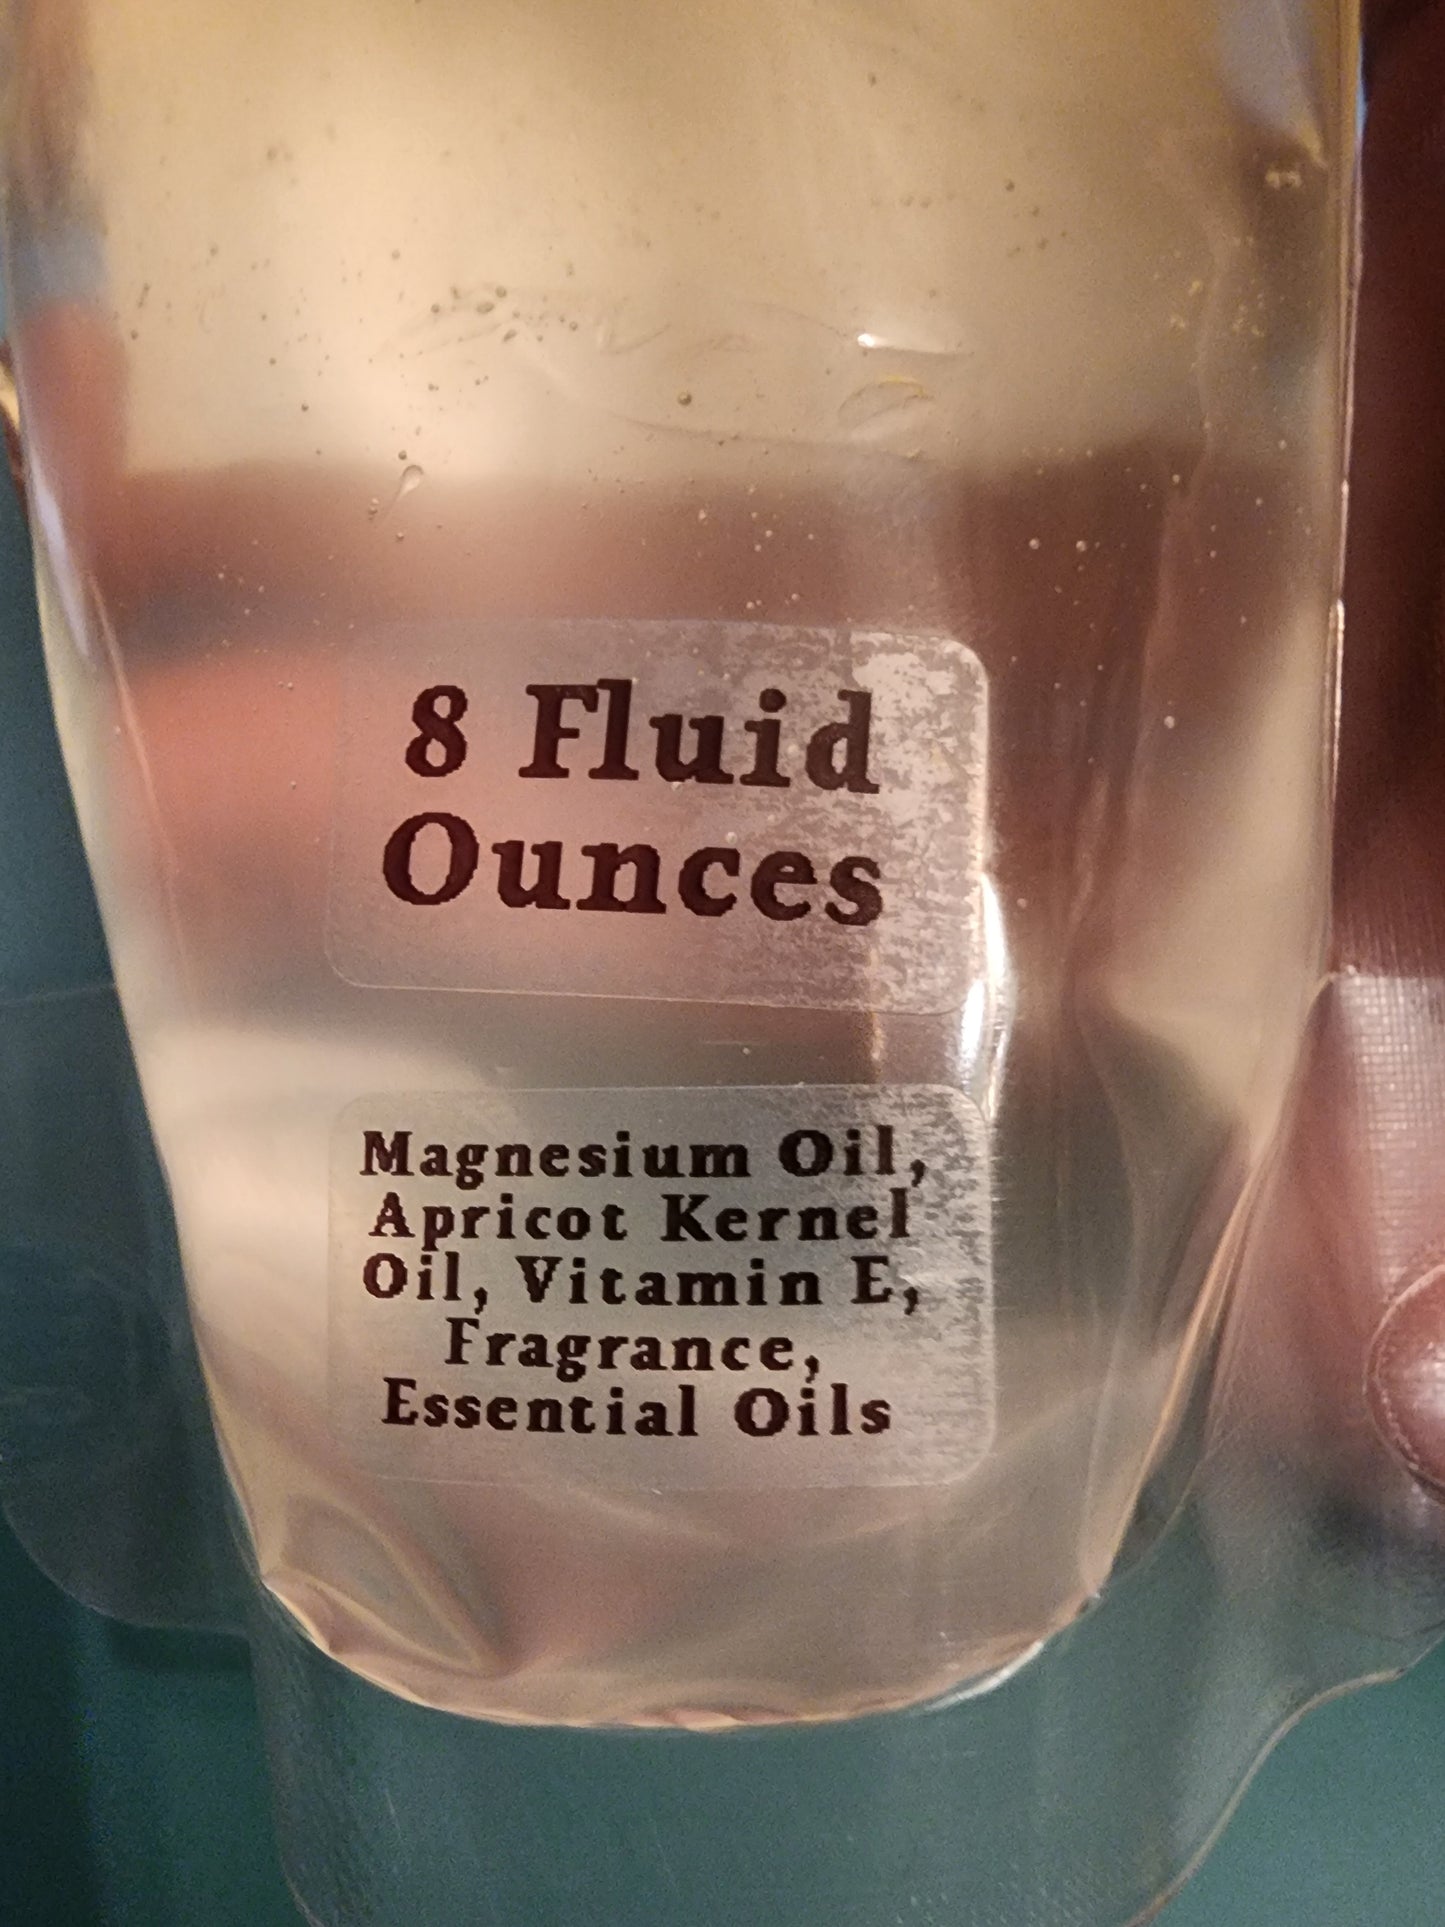 8 Fluid
Ounces
Magnesium Oil,
Apricot Kernel
Oil, Vitamin E,
Fragrance,
Essential Oils